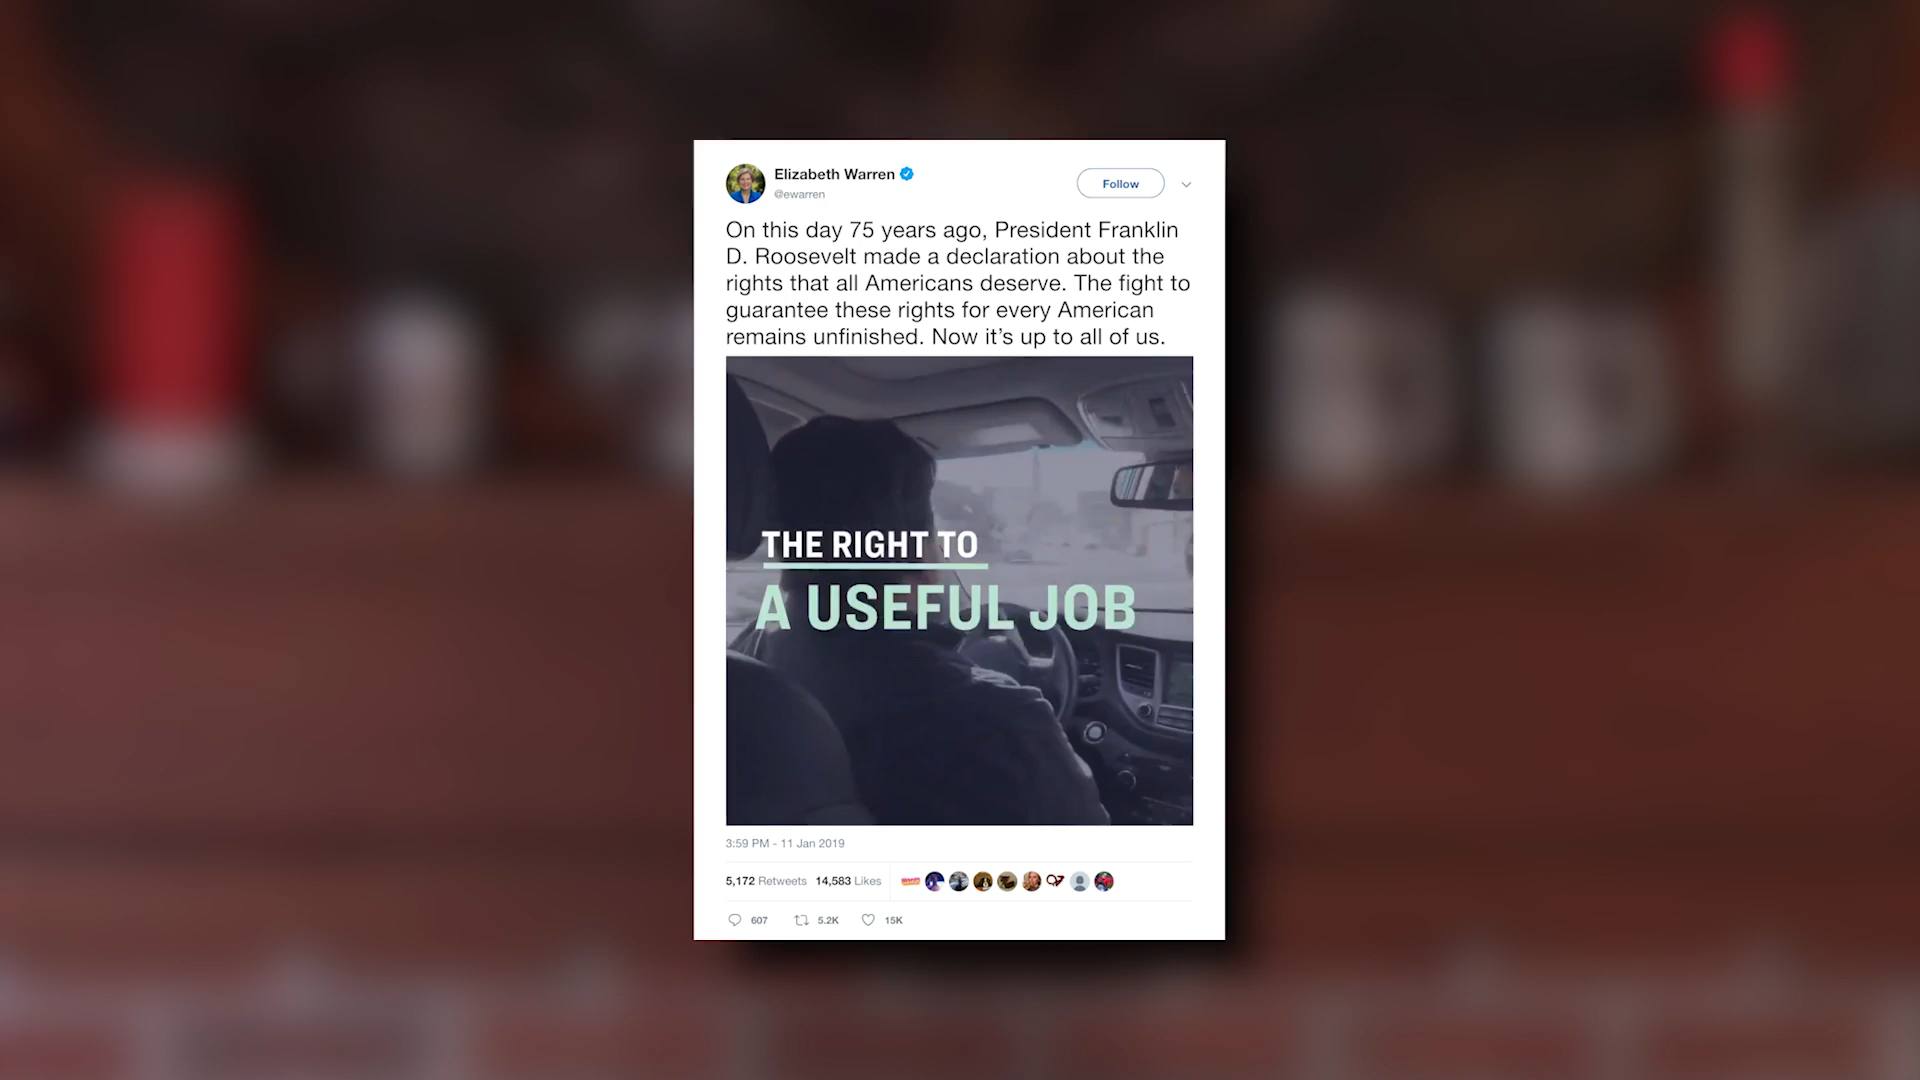 Elizabeth Warren
@ewarren
Follow
On this day 75 years ago, President Franklin
D. Roosevelt made a declaration about the
rights that all Americans deserve. The fight to
guarantee these rights for every American
remains unfinished. Now it’s up to all of us.
THE RIGHT TO
A USEFUL JOB
3:59 PM - 11 Jan 2019
5,172 Retweets 14,583 Likes
607 5.2K 15K